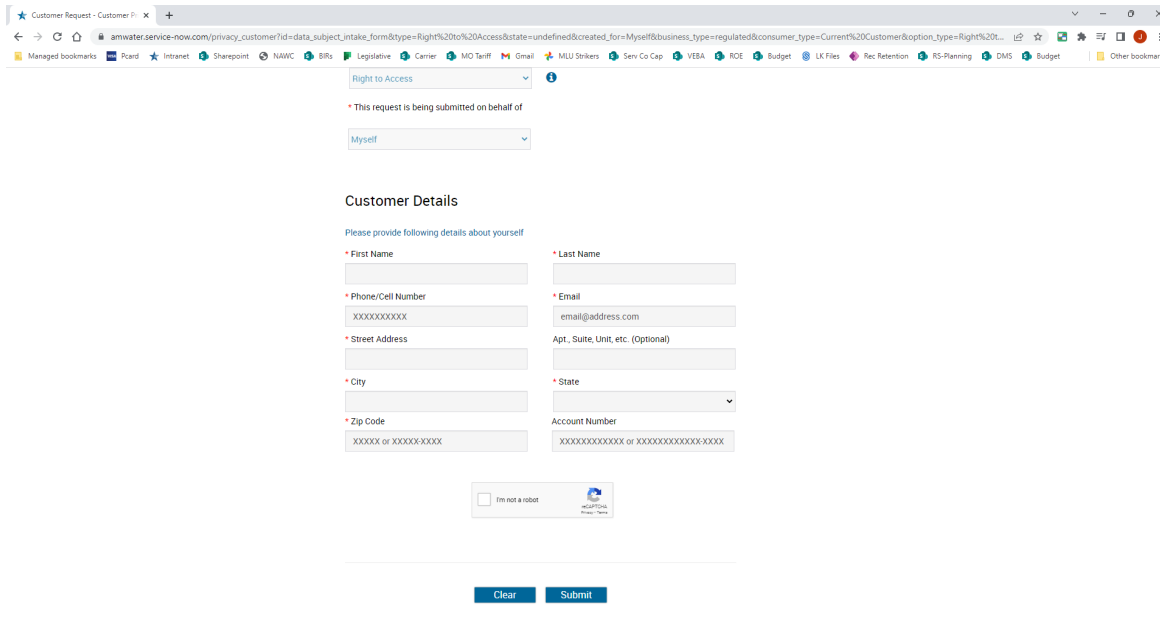 Customer Request - Customer Pr
amwater.service-now.com/privacy_customer?id=data_subject_intake_form&type=Right%20to%20Access&state=undefined&created_for=Myself&business_type=regulated&consumer_type=Current%20Customer&option_type=Right%20t...
Managed bookmarks Pcard Intranet Sharepoint NAWC BIRs Legislative Carrier MO Tariff Gmail MLU Strikers Serv Co Cap VEBA ROE Budget LK Files Rec Retention RS-Planning DMS Budget Other bookmar
Right to Access
* This request is being submitted on behalf of
Myself
Customer Details
Please provide following details about yourself
* First Name * Last Name
* Phone/Cell Number * Email
XXXXXXXXXX email@address.com
* Street Address Apt., Suite, Unit, etc. (Optional)
* City * State
* Zip Code Account Number
XXXXX or XXXXX-XXXX XXXXXXXXXXXX or XXXXXXXXXXXX-XXXX
I'm not a robot
reCAPTCHA
Privacy - Terms
Clear Submit